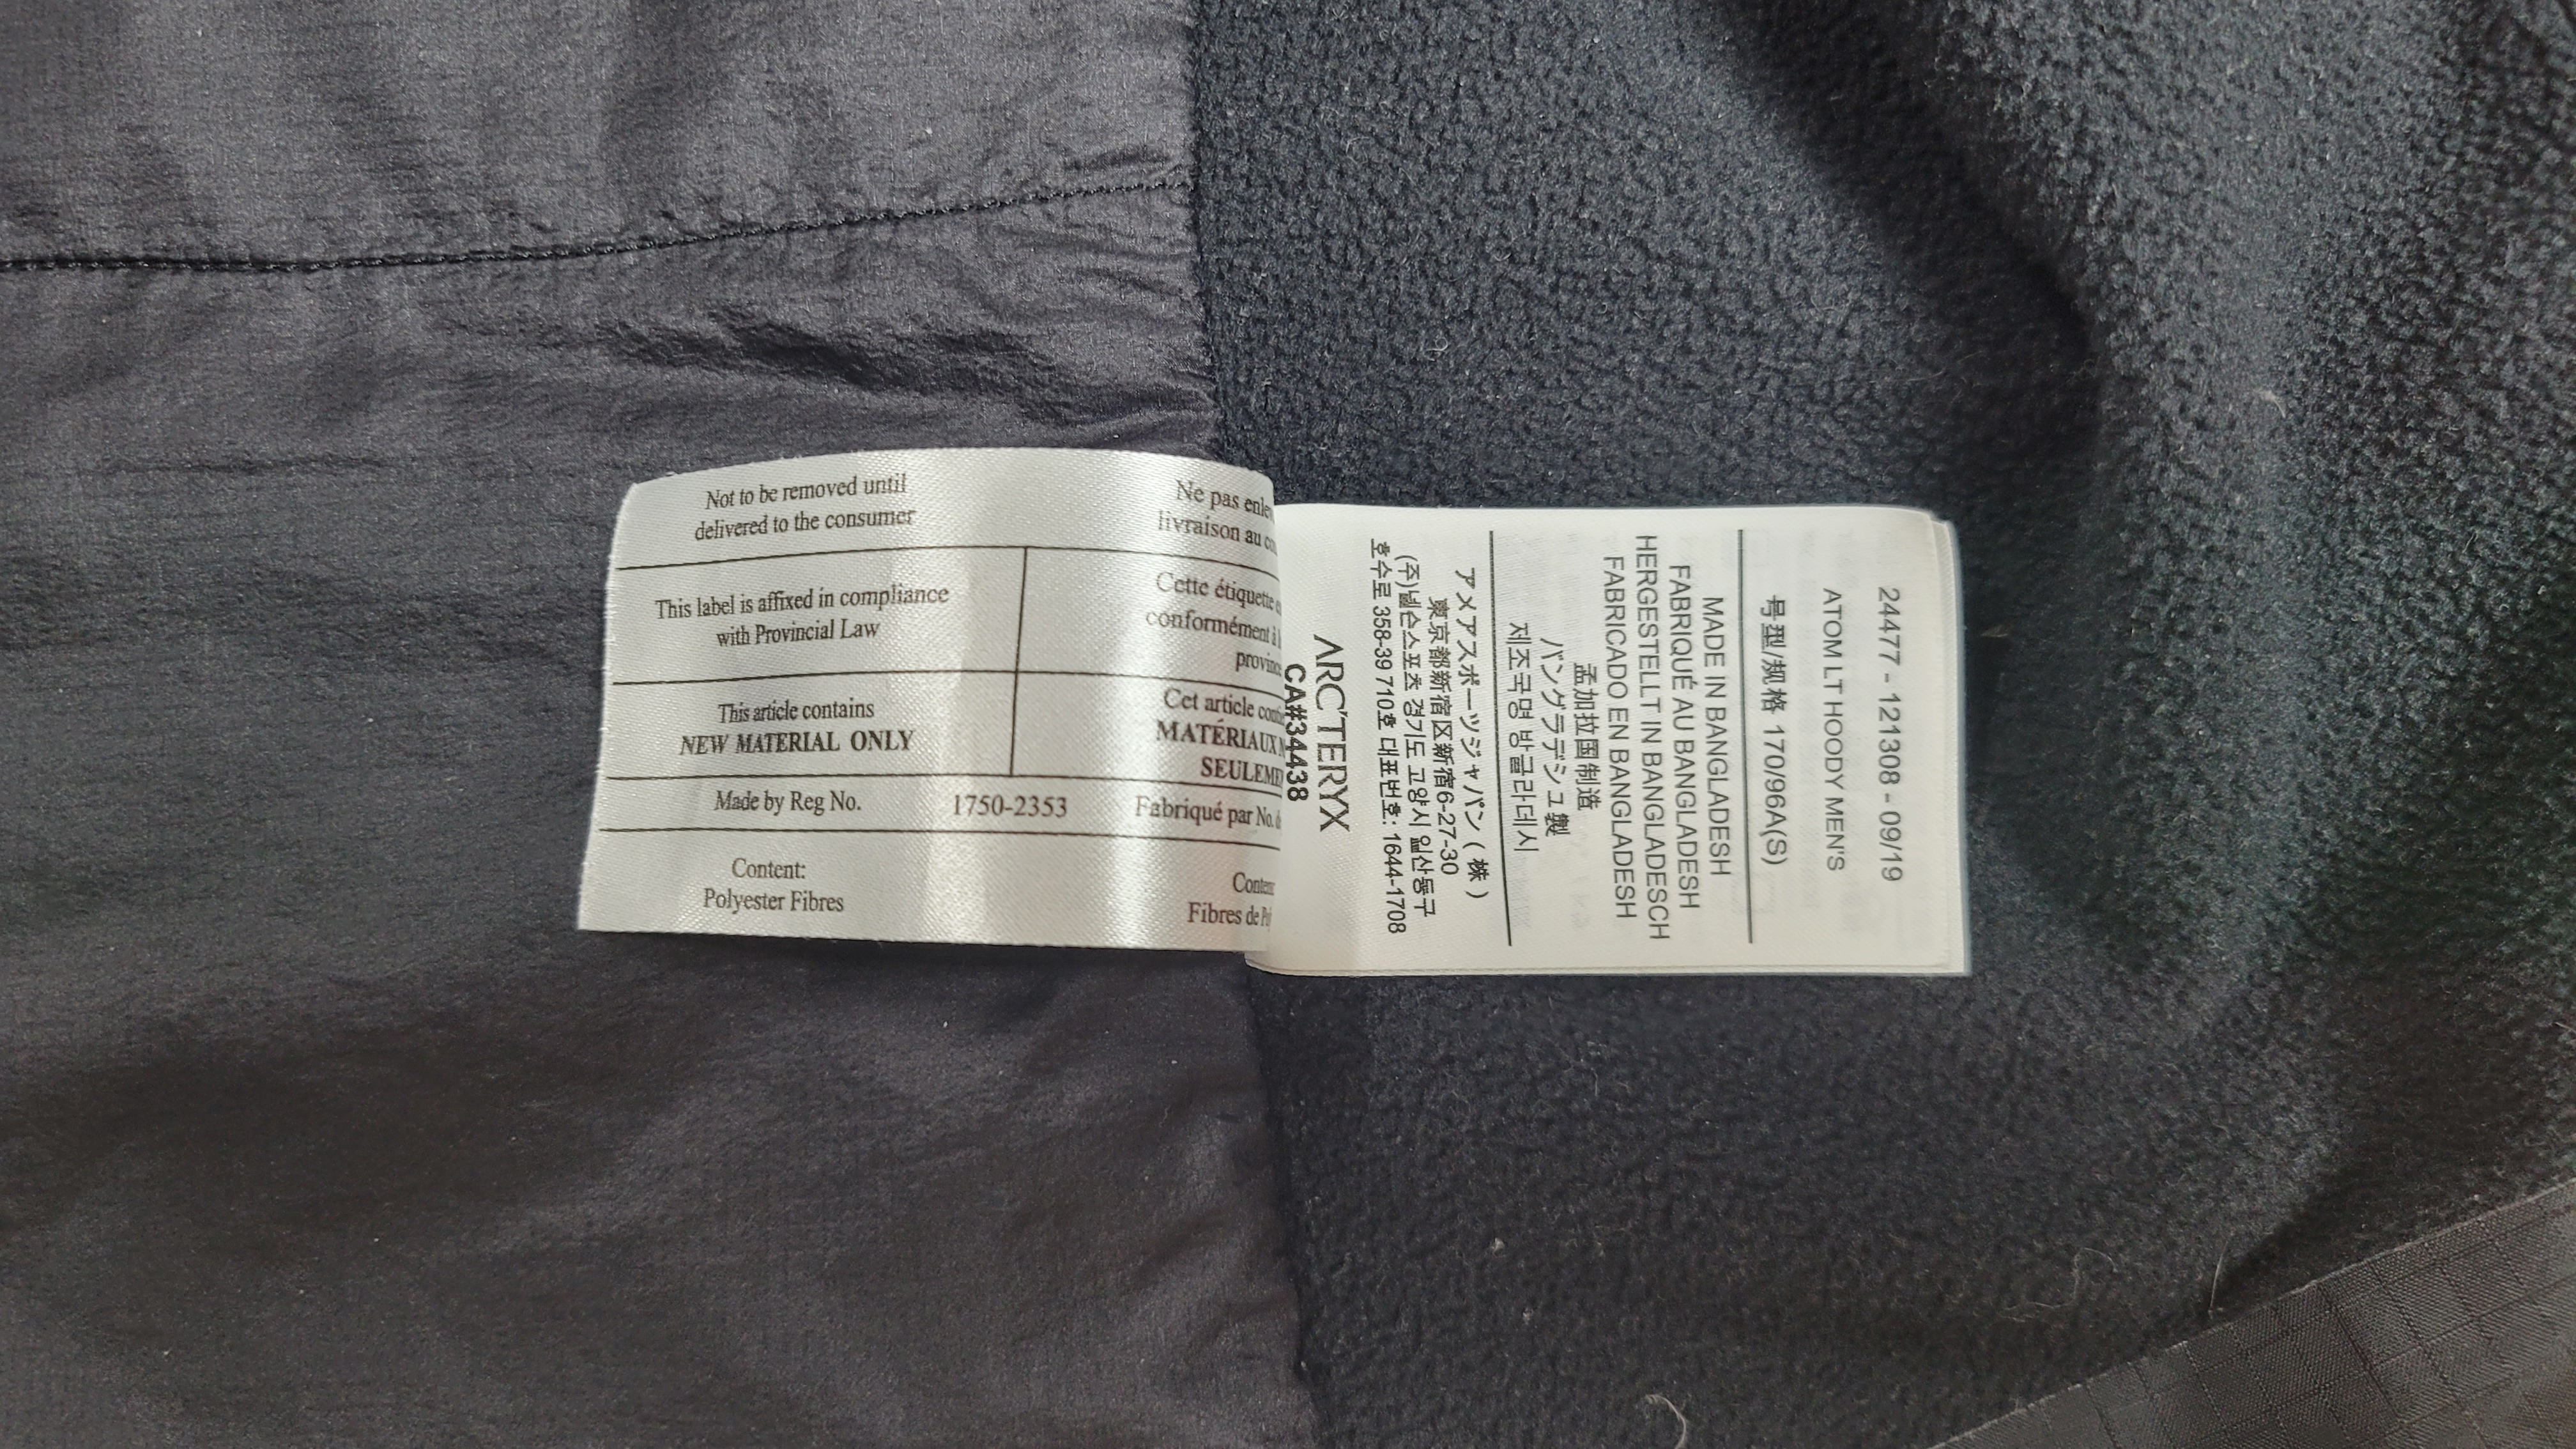 Not to be removed until
delivered to the consumer
Ne pas
livraison au
This label is affixed in compliance
with Provincial Law
Cette étiquette
conformément à
This article contains
NEW MATERIAL ONLY
Cet article
MATÉRIAUX
Made by Reg No.
1750-2353
Fabriqué par No.
Content:
Polyester Fibres
Fibres de
24477 - 121308 - 09/19
ATOM LT HOODY MEN'S
号型/规格 170/96A(S)
MADE IN BANGLADESH
FABRIQUÉ AU BANGLADESH
HERGESTELLT IN BANGLADESCH
FABRICADO EN BANGLADESH
孟加拉国制造
バングラデシュ製
제조국명 방글라데시
アメアスポーツジャパン(株)
東京都新宿区新宿6-27-30
(주)넬슨스포츠 경기도 고양시 일산동구
호수로 358-39 710호 대표번호: 1644-1708
ARC'TERYX
CA#34438